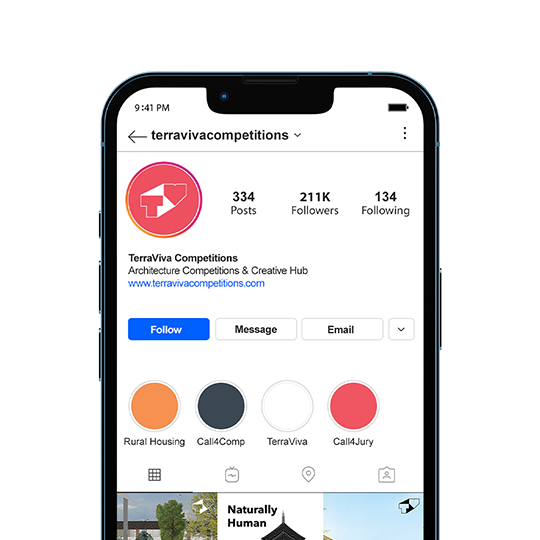 9:41 PM
terravivacompetitions
334
211K
134
Posts
Followers
Following
TerraViva Competitions
Architecture Competitions & Creative Hub
www.terravivacompetitions.com
Follow
Message
Email
Rural Housing
Call4Comp
TerraViva
Call4Jury
Naturally
Human